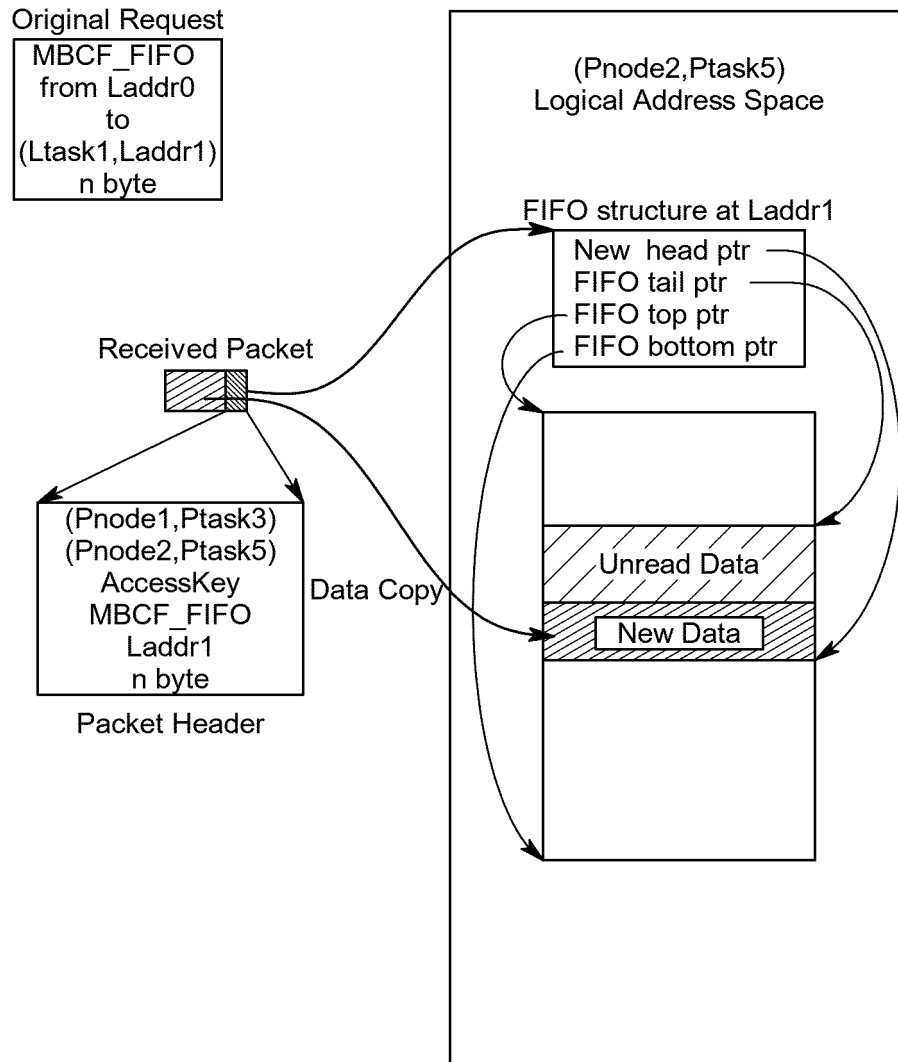 Original Request
MBCF_FIFO
from Laddr0
to
(Ltask1,Laddr1)
n byte
(Pnode2,Ptask5)
Logical Address Space
FIFO structure at Laddr1
New head ptr
FIFO tail ptr
FIFO top ptr
FIFO bottom ptr
Received Packet
(Pnode1,Ptask3)
(Pnode2,Ptask5)
AccessKey
MBCF_FIFO
Laddr1
n byte
Packet Header
Data Copy
Unread Data
New Data